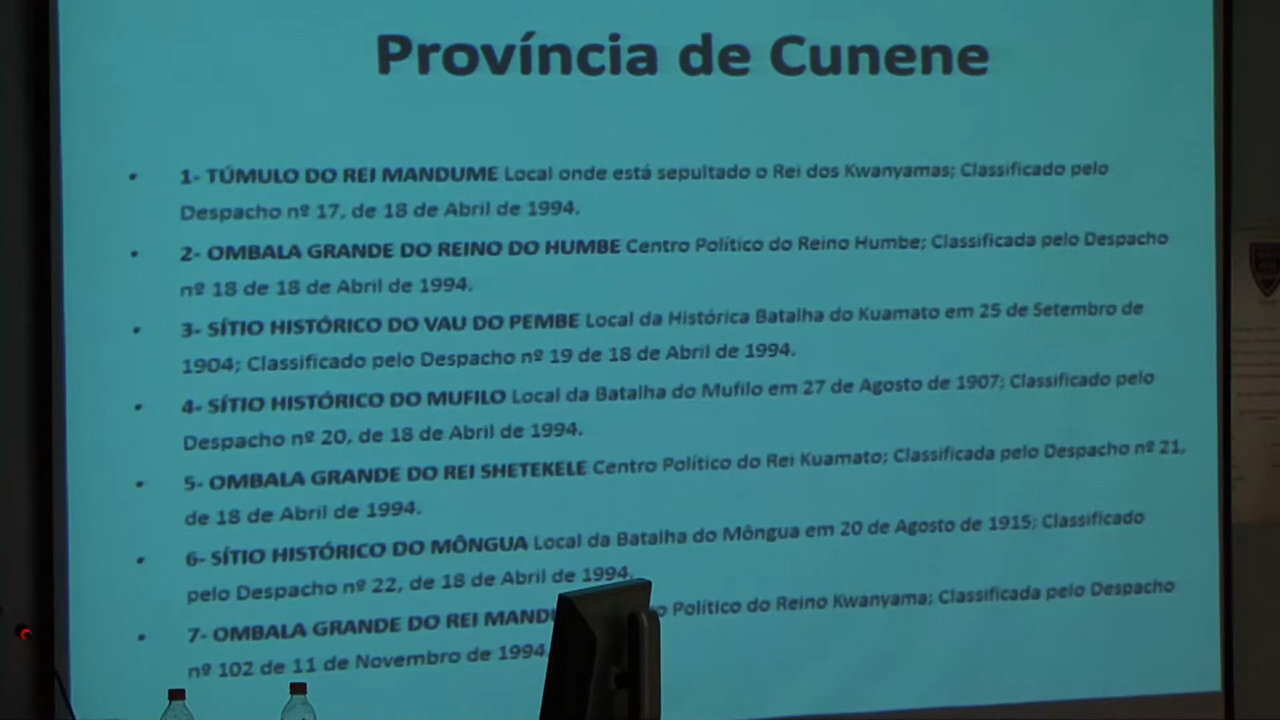 Província de Cunene
• 1- TÚMULO DO REI MANDUME Local onde está sepultado o Rei dos Kwanyamas; Classificado pelo
Despacho nº 17, de 18 de Abril de 1994.
• 2- OMBALA GRANDE DO REINO DO HUMBE Centro Político do Reino Humbe; Classificada pelo Despacho
nº 18 de 18 de Abril de 1994.
• 3- SÍTIO HISTÓRICO DO VAU DO PEMBE Local da Histórica Batalha do Kuamato em 25 de Setembro de
1904; Classificado pelo Despacho nº 19 de 18 de Abril de 1994.
• 4- SÍTIO HISTÓRICO DO MUFILO Local da Batalha do Mufilo em 27 de Agosto de 1907; Classificado pelo
Despacho nº 20, de 18 de Abril de 1994.
• 5- OMBALA GRANDE DO REI SHETEKELE Centro Político do Rei Kuamato; Classificada pelo Despacho nº 21,
de 18 de Abril de 1994.
• 6- SÍTIO HISTÓRICO DO MÔNGUA Local da Batalha do Môngua em 20 de Agosto de 1915; Classificado
pelo Despacho nº 22, de 18 de Abril de 1994.
• 7- OMBALA GRANDE DO REI MAND o Político do Reino Kwanyama; Classificada pelo Despacho
nº 102 de 11 de Novembro de 1994